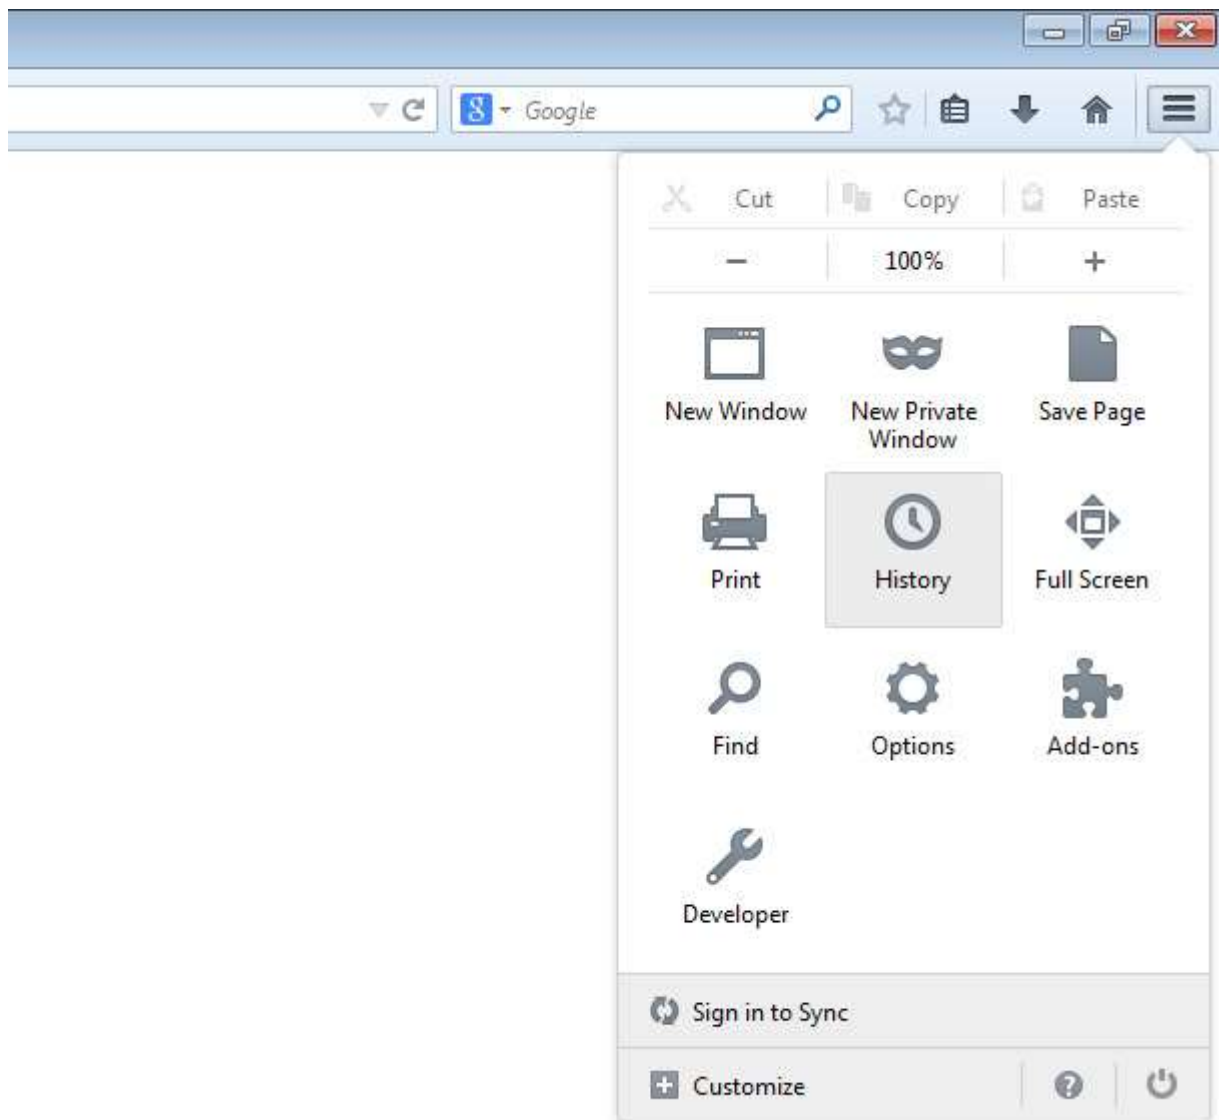 8 Google
Cut Copy Paste
− 100% +
New Window New Private Window Save Page
Print History Full Screen
Find Options Add-ons
Developer
Sign in to Sync
Customize ?